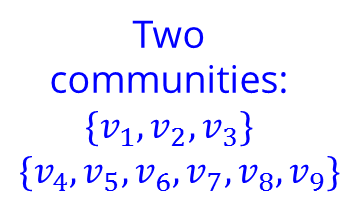 Two
communities:
{v₁, v₂, v₃}
{v₄, v₅, v₆, v₇, v₈, v₉}